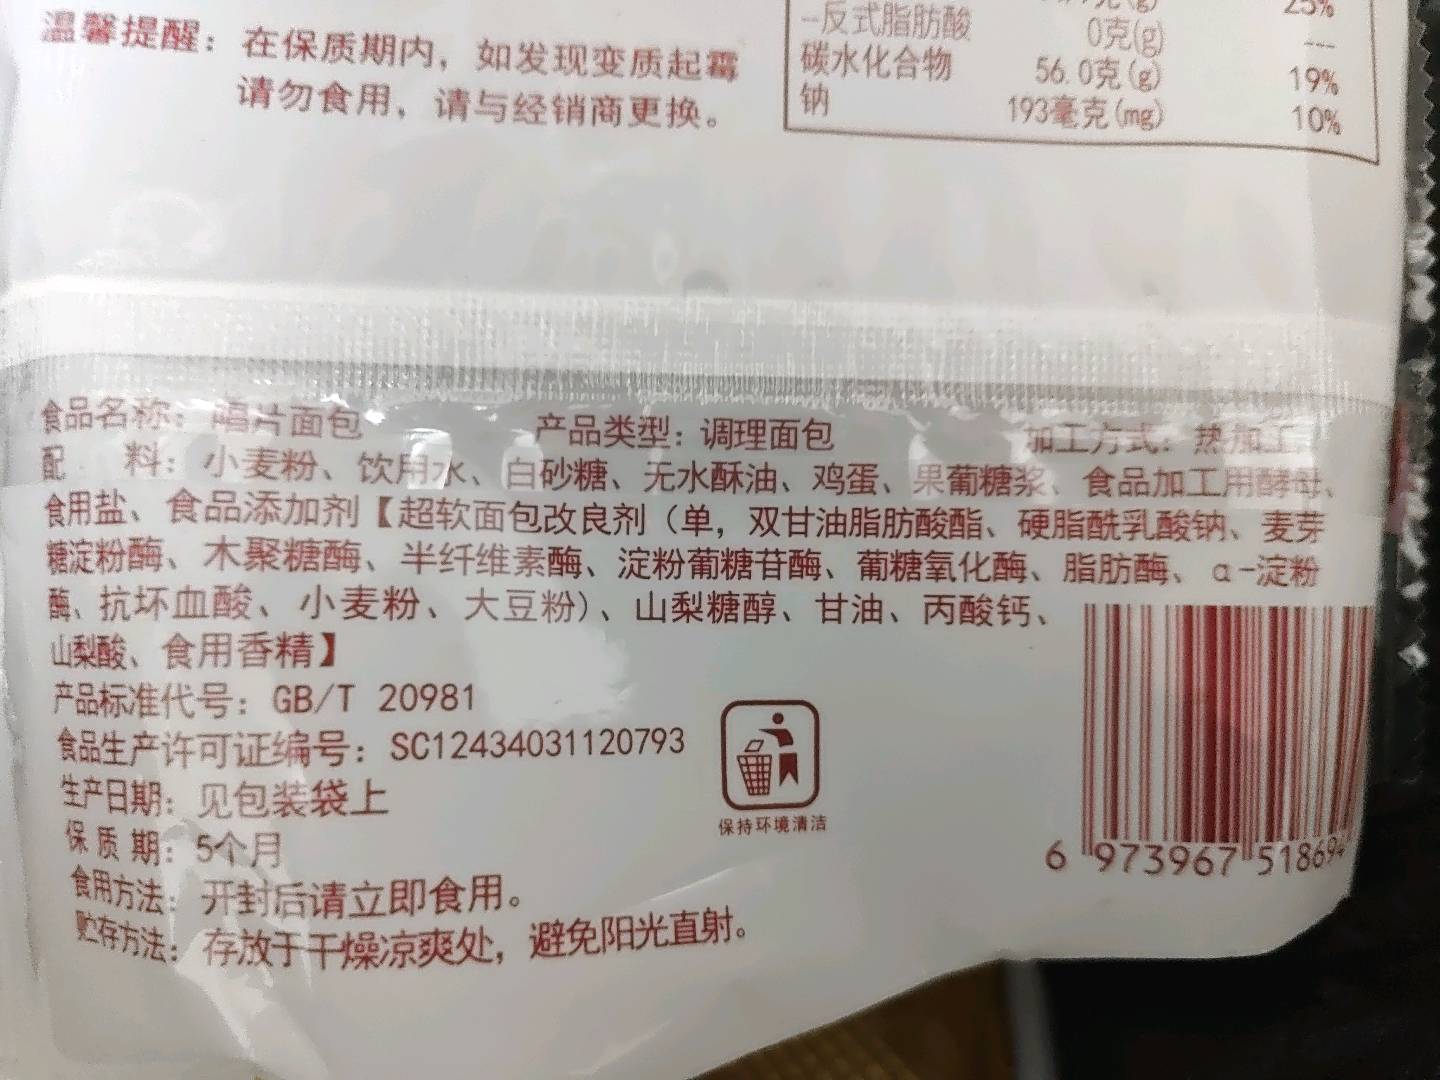 温馨提醒：在保质期内，如发现变质起霉
请勿食用，请与经销商更换。
25%
--反式脂肪酸 0克(g) ---
碳水化合物 56.0克(g) 19%
钠 193毫克(mg) 10%
食品名称：唱片面包 产品类型：调理面包 加工方式：热加工
配 料：小麦粉、饮用水、白砂糖、无水酥油、鸡蛋、果葡糖浆、食品加工用酵母、
食用盐、食品添加剂【超软面包改良剂（单，双甘油脂肪酸酯、硬脂酰乳酸钠、麦芽
糖淀粉酶、木聚糖酶、半纤维素酶、淀粉葡糖苷酶、葡糖氧化酶、脂肪酶、α-淀粉
酶、抗坏血酸、小麦粉、大豆粉）、山梨糖醇、甘油、丙酸钙、
山梨酸、食用香精】
产品标准代号：GB/T 20981
食品生产许可证编号：SC12434031120793
生产日期：见包装袋上
保质期：5个月
食用方法：开封后请立即食用。
贮存方法：存放于干燥凉爽处，避免阳光直射。
保持环境清洁
6 973967 518694